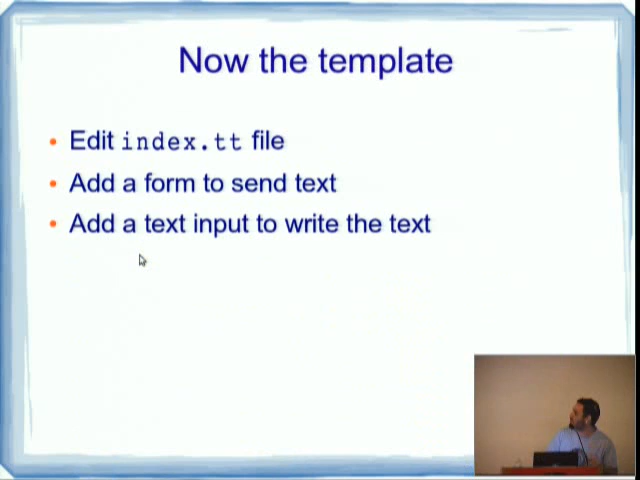 Now the template
Edit index.tt file
Add a form to send text
Add a text input to write the text